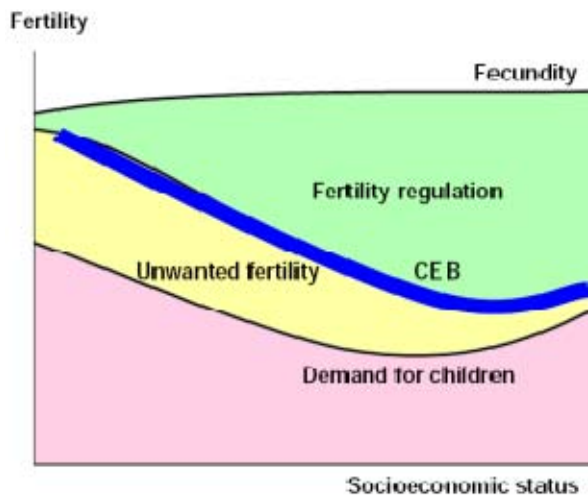 Fertility
Fecundity
Fertility regulation
Unwanted fertility
CEB
Demand for children
Socioeconomic status